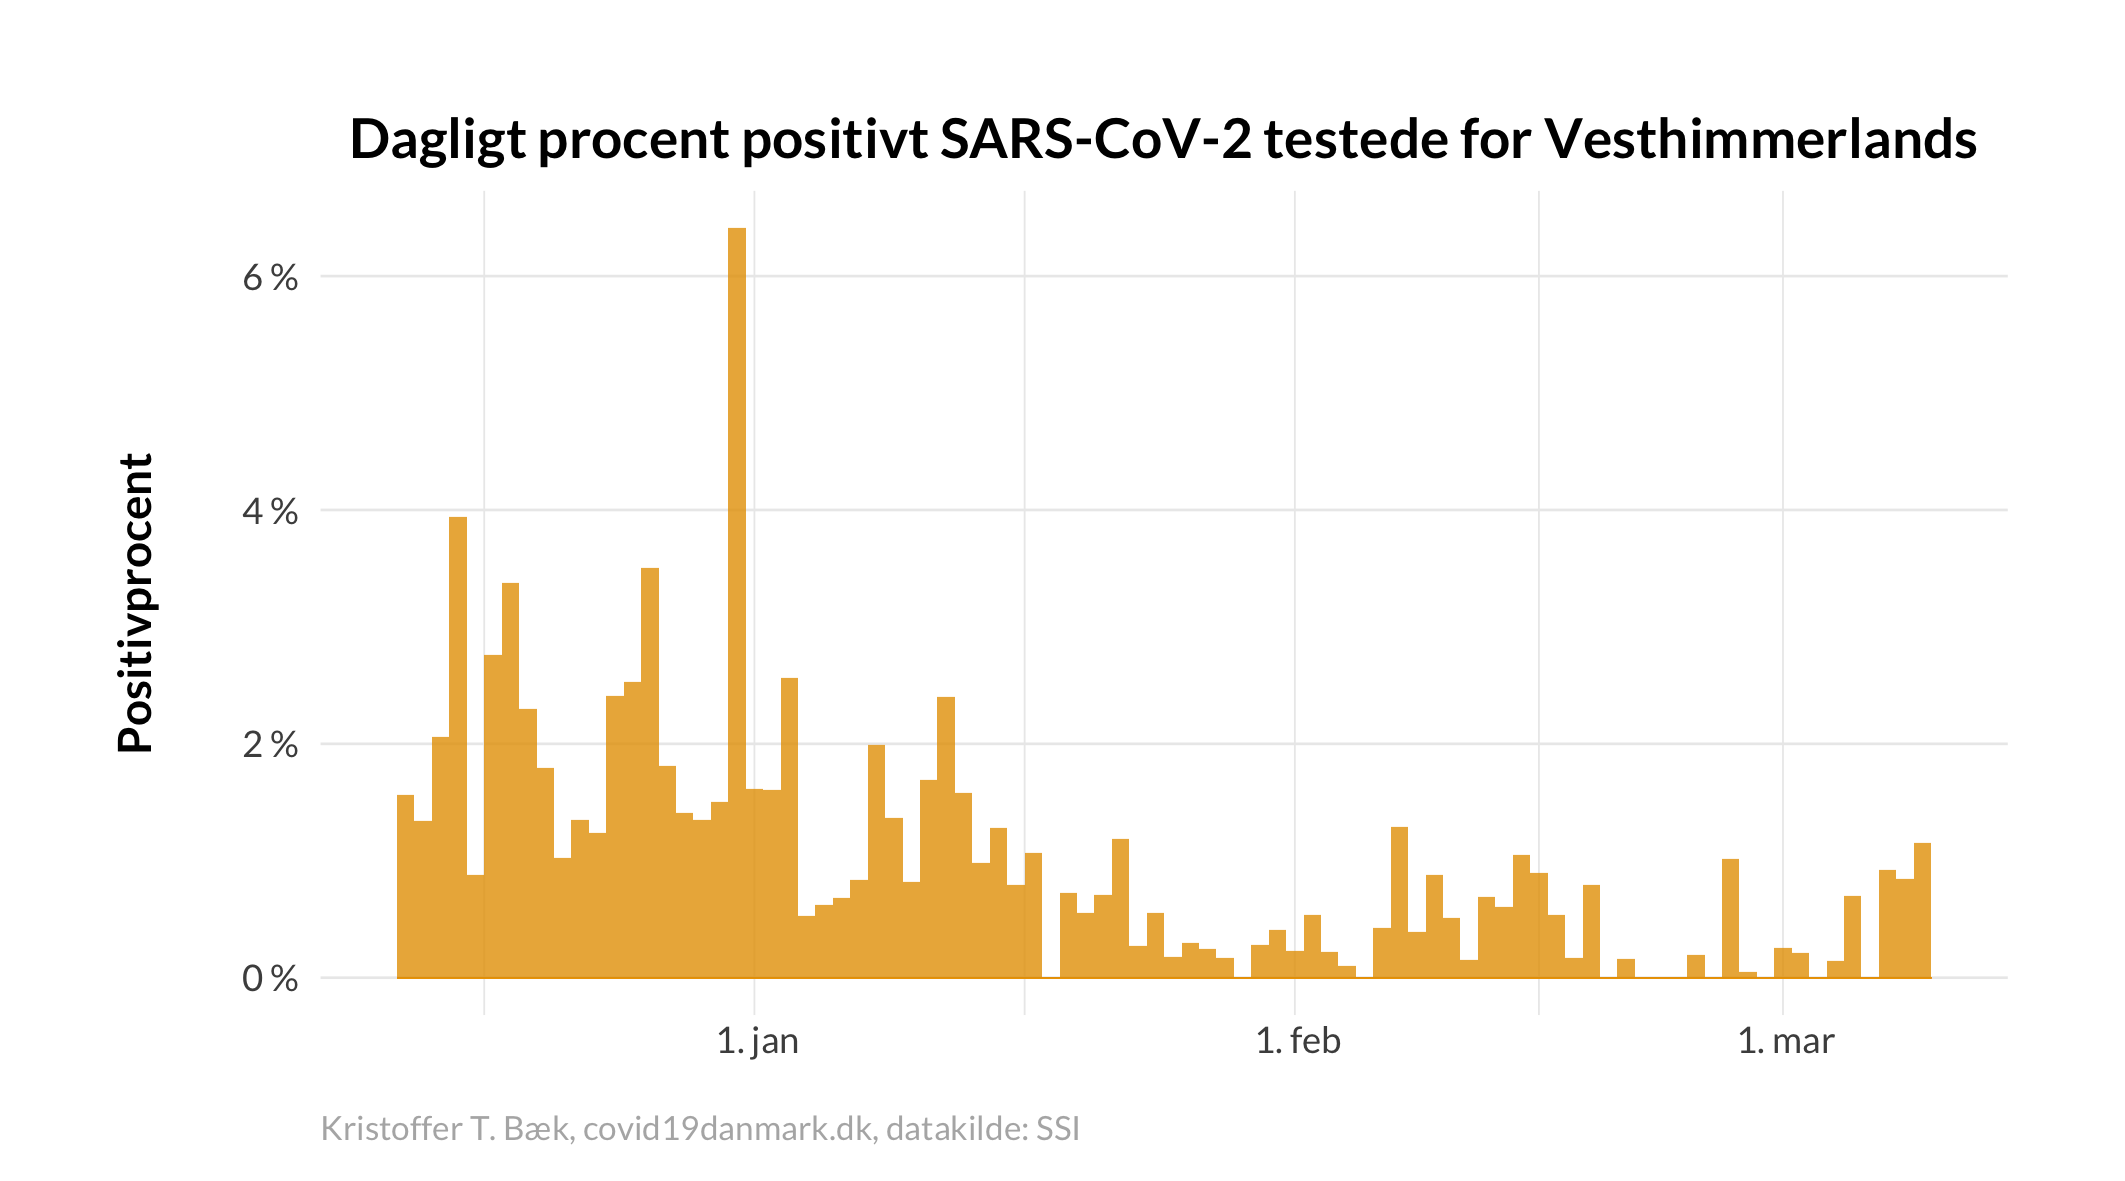 Dagligt procent positivt SARS-CoV-2 testede for Vesthimmerlands
Positivprocent
6 %
4 %
2 %
0 %
1. jan
1. feb
1. mar
Kristoffer T. Bæk, covid19danmark.dk, datakilde: SSI